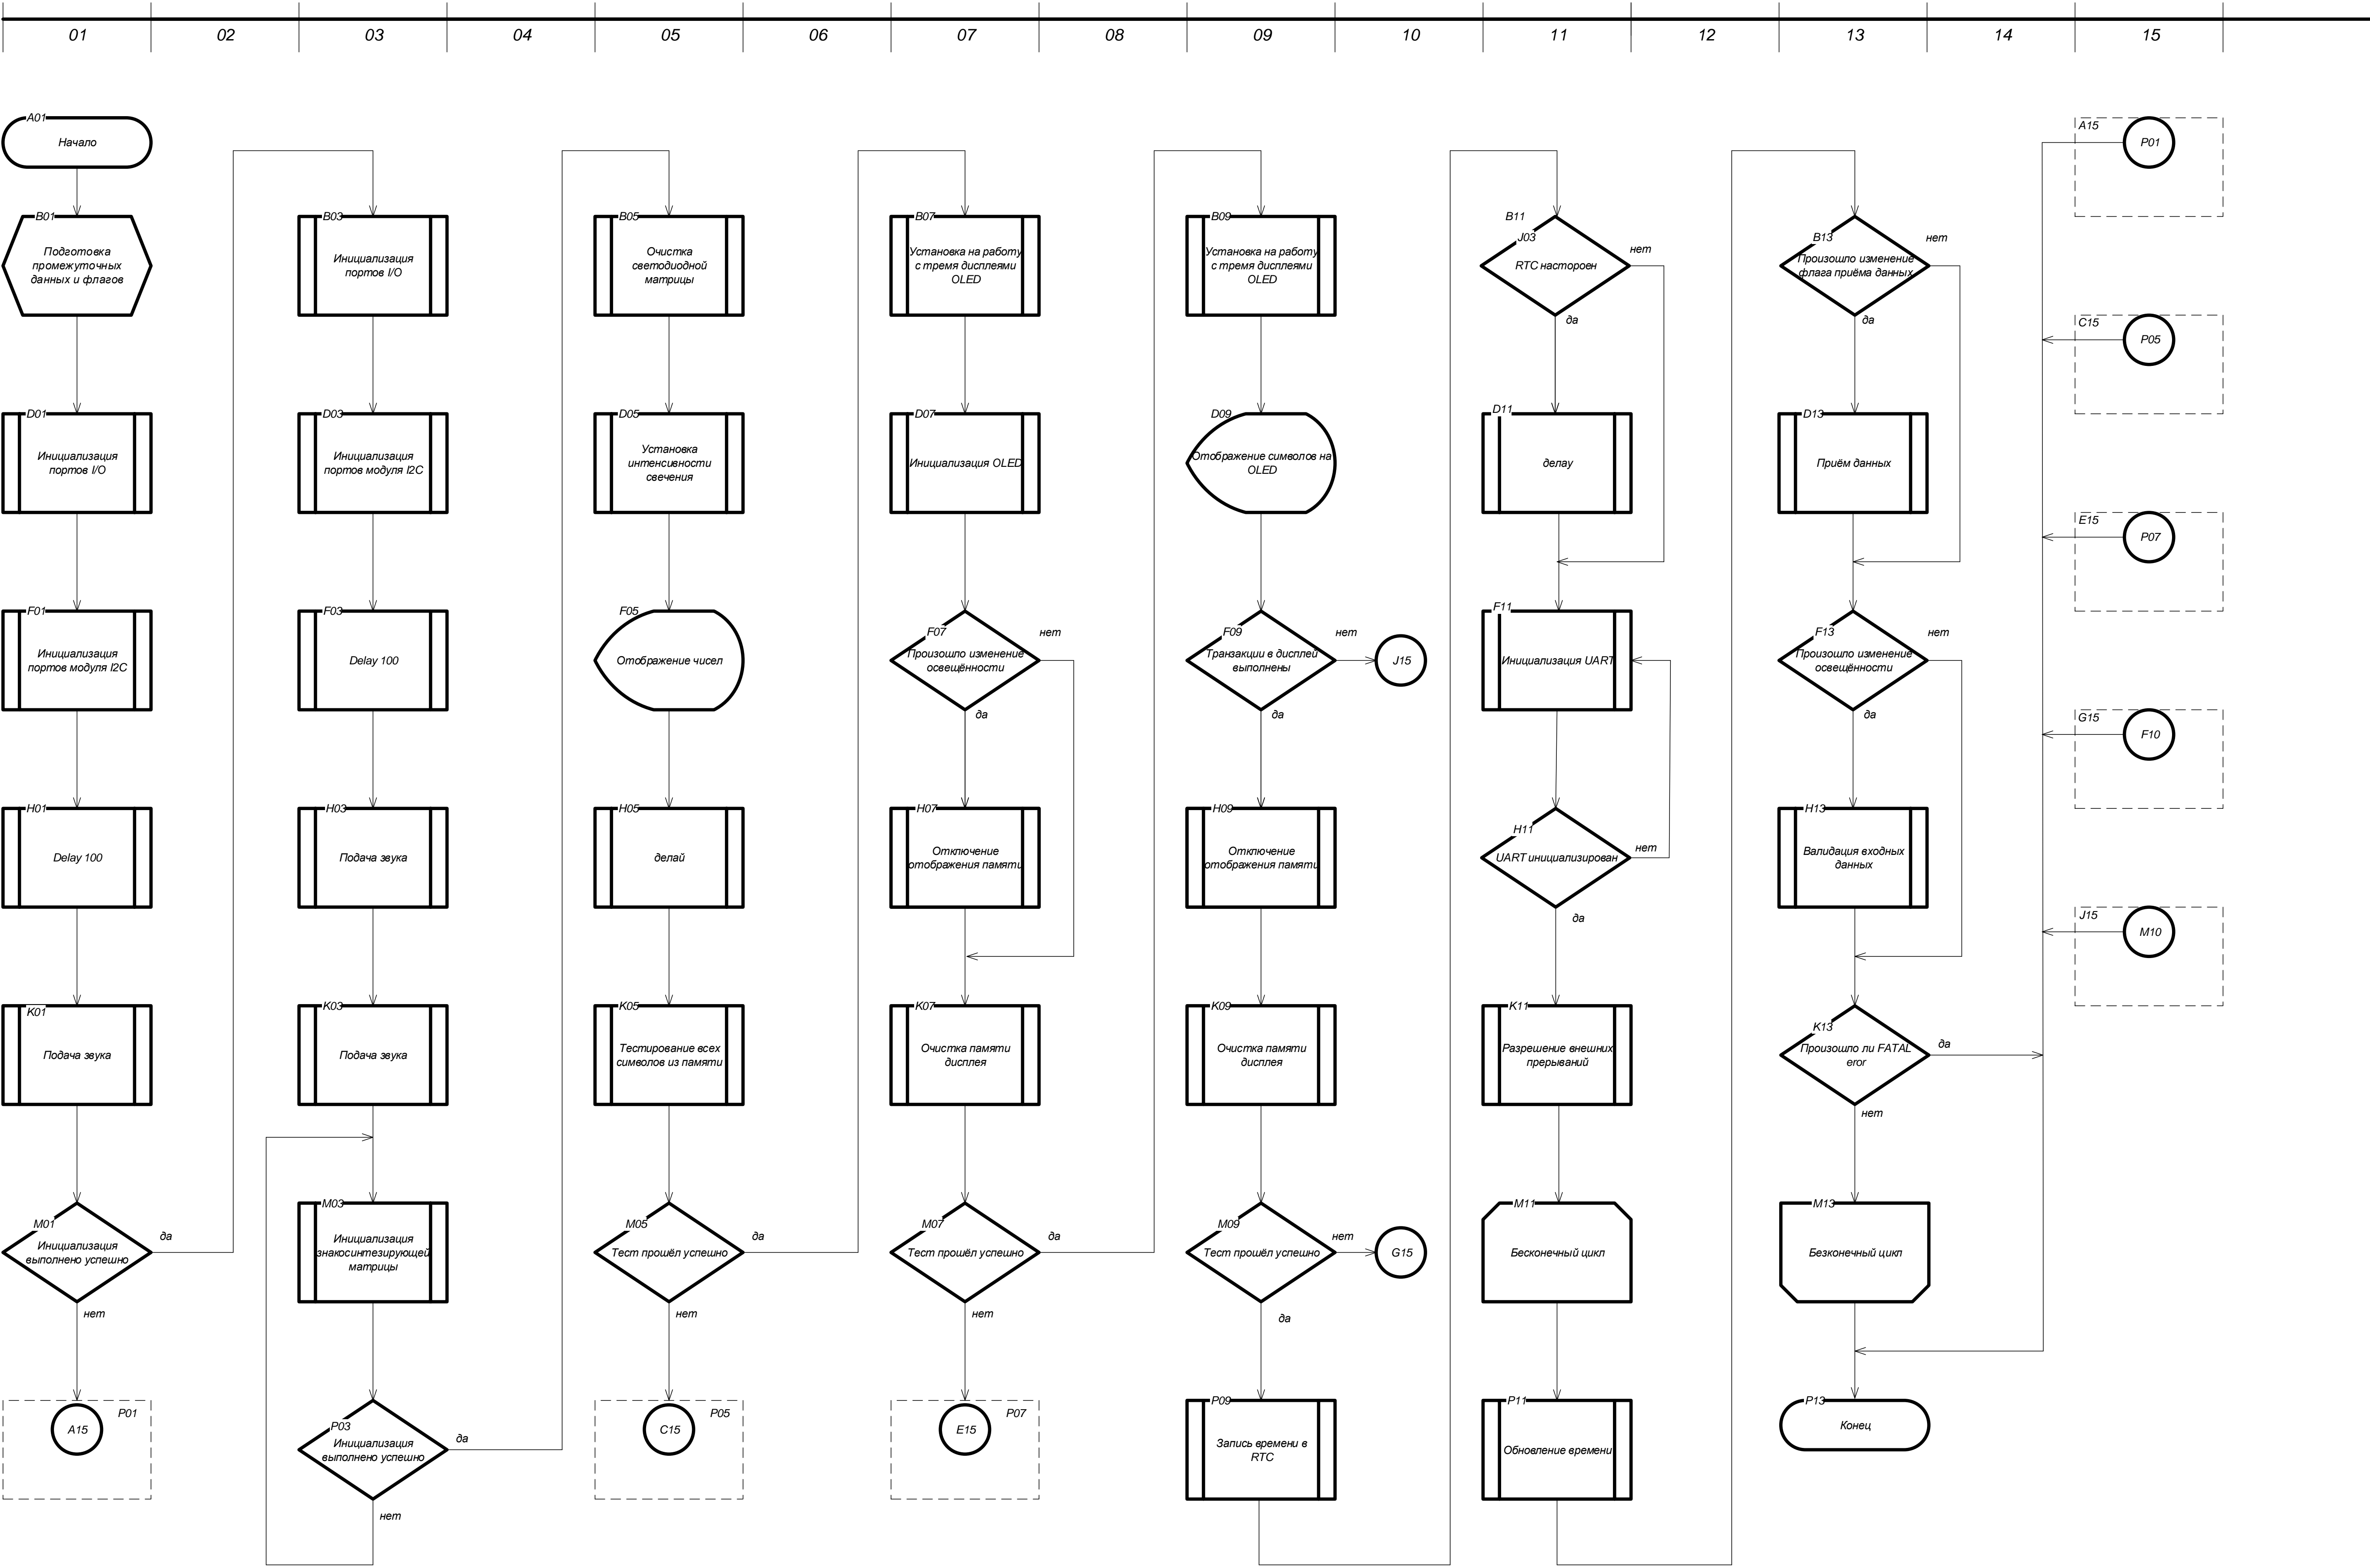 01
02
03
04
05
06
07
08
09
10
11
12
13
14
15
A01
Начало
B01
Подготовка
промежуточных
данных и флагов
D01
Инициализация
портов I/O
F01
Инициализация
портов модуля I2C
H01
Delay 100
K01
Подача звука
M01
Инициализация
выполнено успешно
да
нет
P01
A15
B03
Инициализация
портов I/O
D03
Инициализация
портов модуля I2C
F03
Delay 100
H03
Подача звука
K03
Подача звука
M03
Инициализация
знакосинтезирующей
матрицы
P03
Инициализация
выполнено успешно
да
нет
B05
Очистка
светодиодной
матрицы
D05
Установка
интенсивности
свечения
F05
Отображение чисел
H05
делай
K05
Тестирование всех
символов из памяти
M05
Тест прошёл успешно
да
нет
P05
C15
B07
Установка на работу
с тремя дисплеями
OLED
D07
Инициализация OLED
F07
Произошло изменение
освещённости
нет
да
H07
Отключение
отображения памяти
K07
Очистка памяти
дисплея
M07
Тест прошёл успешно
да
нет
P07
E15
B09
Установка на работу
с тремя дисплеями
OLED
D09
Отображение символов на
OLED
F09
Транзакции в дисплей
выполнены
нет
J15
да
H09
Отключение
отображения памяти
K09
Очистка памяти
дисплея
M09
Тест прошёл успешно
нет
G15
да
P09
Запись времени в
RTC
B11
J03
RTC настороен
нет
да
D11
делау
F11
Инициализация UART
H11
UART инициализирован
нет
да
K11
Разрешение внешних
прерываний
M11
Бесконечный цикл
P11
Обновление времени
B13
Произошло изменение
флага приёма данных
нет
да
D13
Приём данных
F13
Произошло изменение
освещённости
нет
да
H13
Валидация входных
данных
K13
Произошло ли FATAL
eror
да
нет
M13
Безконечный цикл
P13
Конец
A15
P01
C15
P05
E15
P07
G15
F10
J15
M10